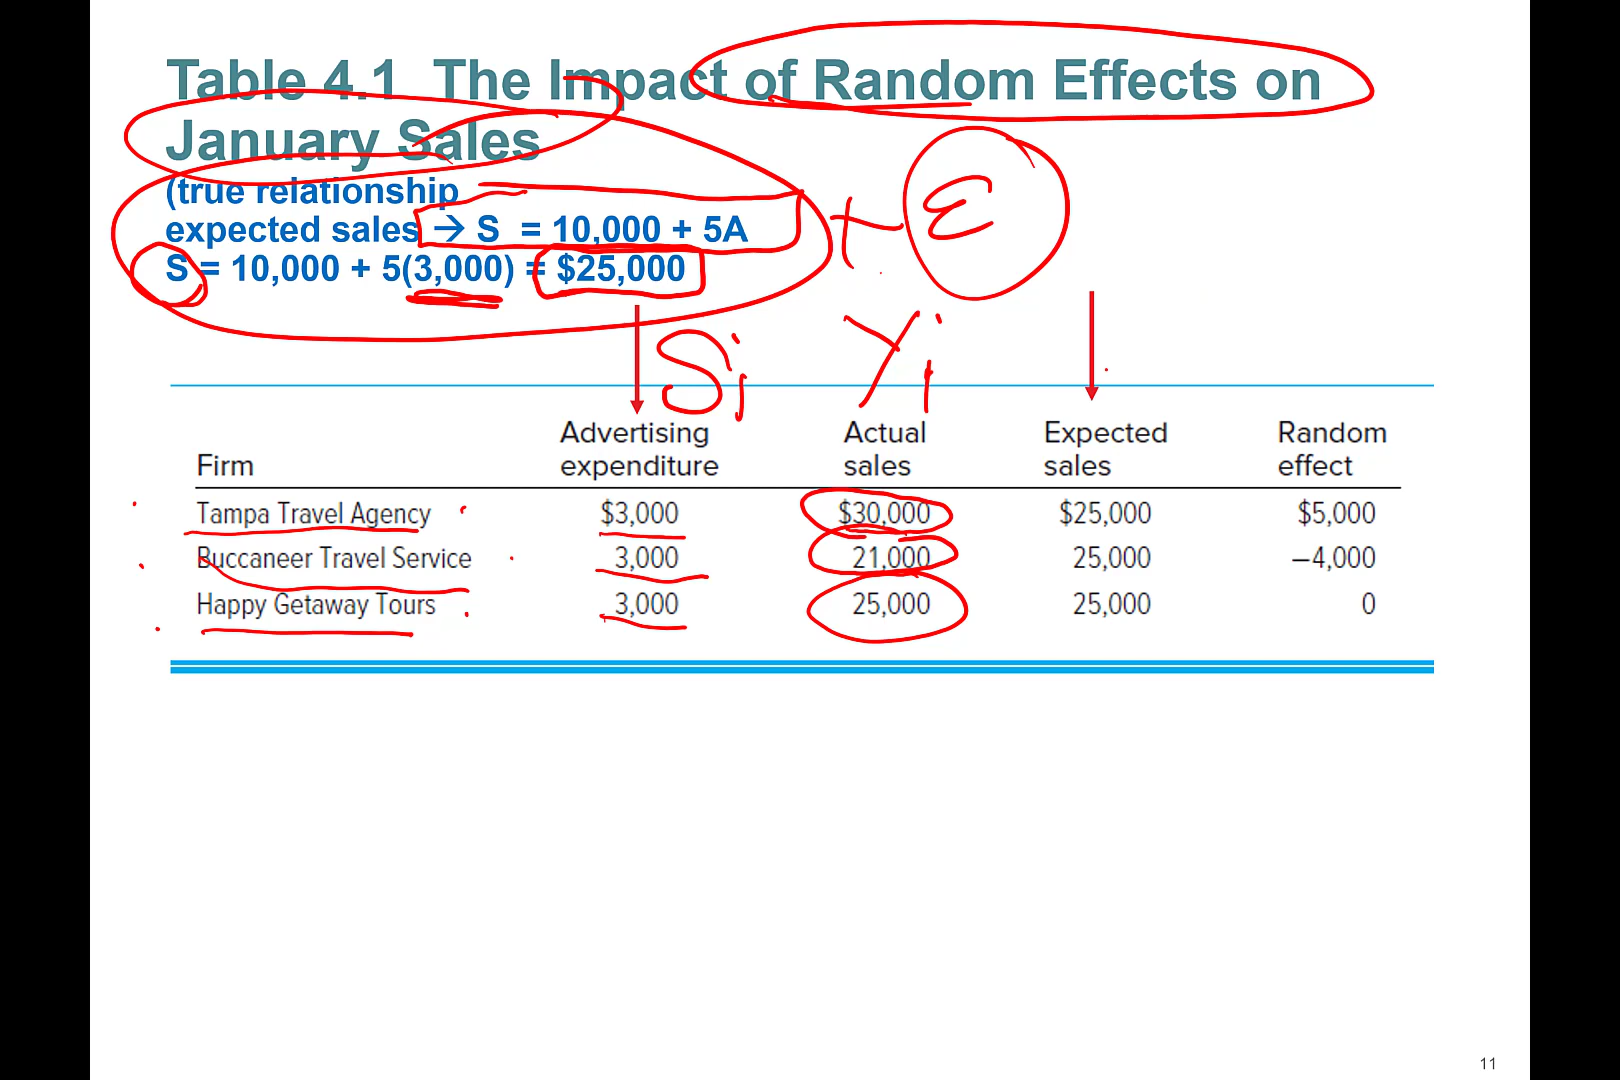 Table 4.1 The Impact of Random Effects on
January Sales
(true relationship
expected sales → S = 10,000 + 5A
S = 10,000 + 5(3,000) = $25,000
+ ε
Si Yi
Firm Advertising expenditure Actual sales Expected sales Random effect
Tampa Travel Agency $3,000 $30,000 $25,000 $5,000
Buccaneer Travel Service 3,000 21,000 25,000 –4,000
Happy Getaway Tours 3,000 25,000 25,000 0
11